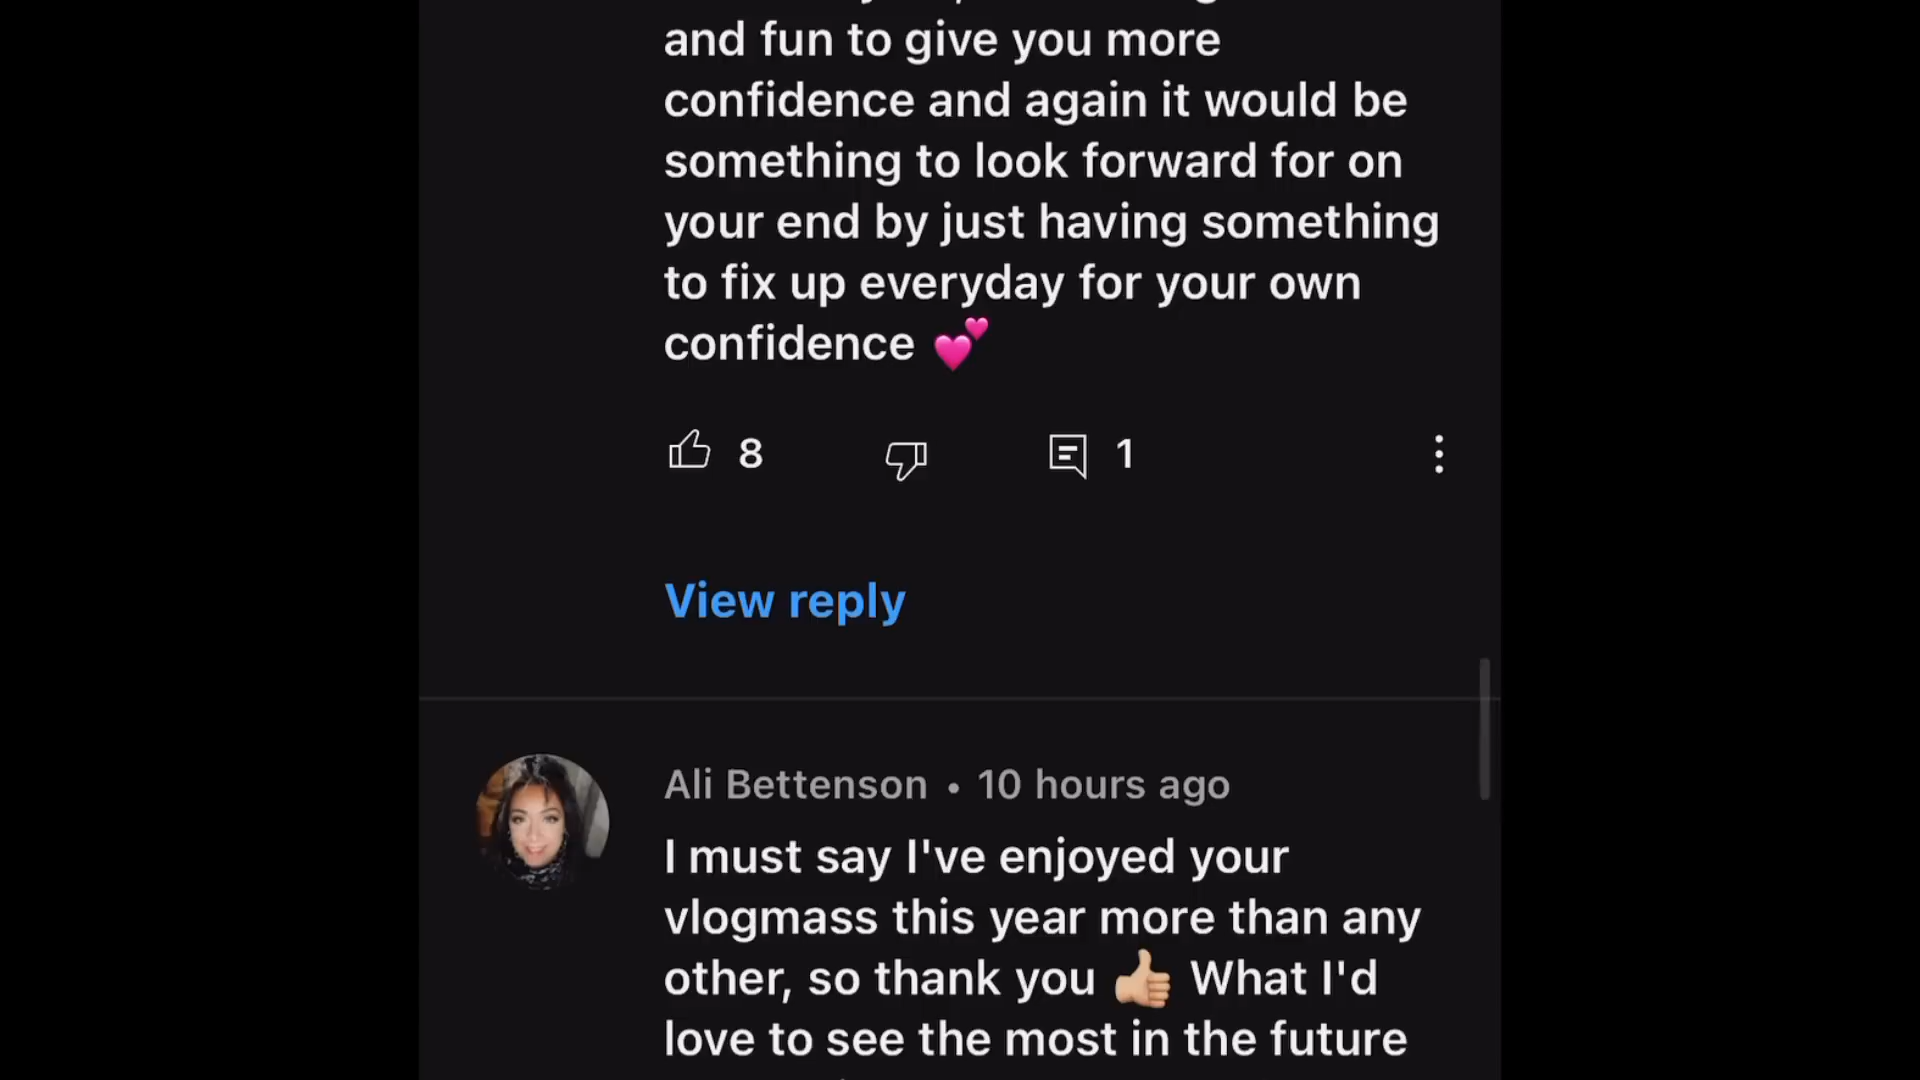 and fun to give you more
confidence and again it would be
something to look forward for on
your end by just having something
to fix up everyday for your own
confidence 💕
8 1
View reply
Ali Bettenson • 10 hours ago
I must say I've enjoyed your
vlogmass this year more than any
other, so thank you 👍🏼 What I'd
love to see the most in the future